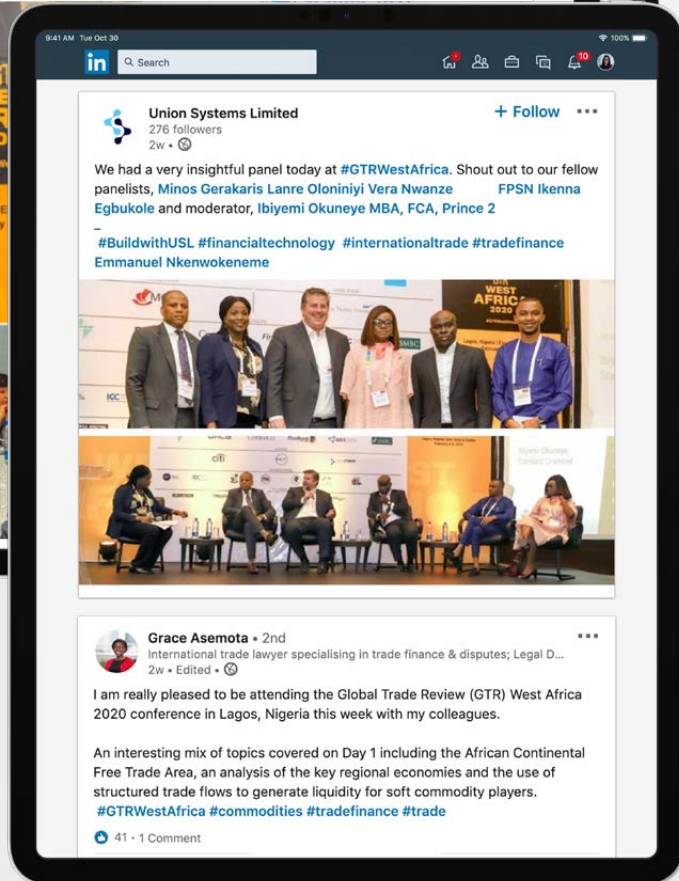 9:41 AM Tue Oct 30
100%
in
Search
10
Union Systems Limited
+ Follow
276 followers
2w •
We had a very insightful panel today at #GTRWestAfrica. Shout out to our fellow
panelists, Minos Gerakaris Lanre Oloniniyi Vera Nwanze FPSN Ikenna
Egbukole and moderator, Ibiyemi Okuneye MBA, FCA, Prince 2
_
#BuildwithUSL #financialtechnology #internationaltrade #tradefinance
Emmanuel Nkenwokeneme
WEST
AFRICA
2020
SMBC
ICC
citi
Grace Asemota • 2nd
International trade lawyer specialising in trade finance & disputes; Legal D...
2w • Edited •
I am really pleased to be attending the Global Trade Review (GTR) West Africa
2020 conference in Lagos, Nigeria this week with my colleagues.
An interesting mix of topics covered on Day 1 including the African Continental
Free Trade Area, an analysis of the key regional economies and the use of
structured trade flows to generate liquidity for soft commodity players.
#GTRWestAfrica #commodities #tradefinance #trade
41 • 1 Comment